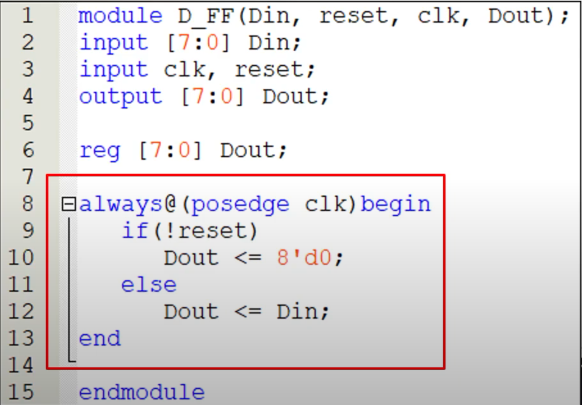 1 module D_FF(Din, reset, clk, Dout);
2 input [7:0] Din;
3 input clk, reset;
4 output [7:0] Dout;
5
6 reg [7:0] Dout;
7
8 always@(posedge clk)begin
9 if(!reset)
10 Dout <= 8'd0;
11 else
12 Dout <= Din;
13 end
14
15 endmodule